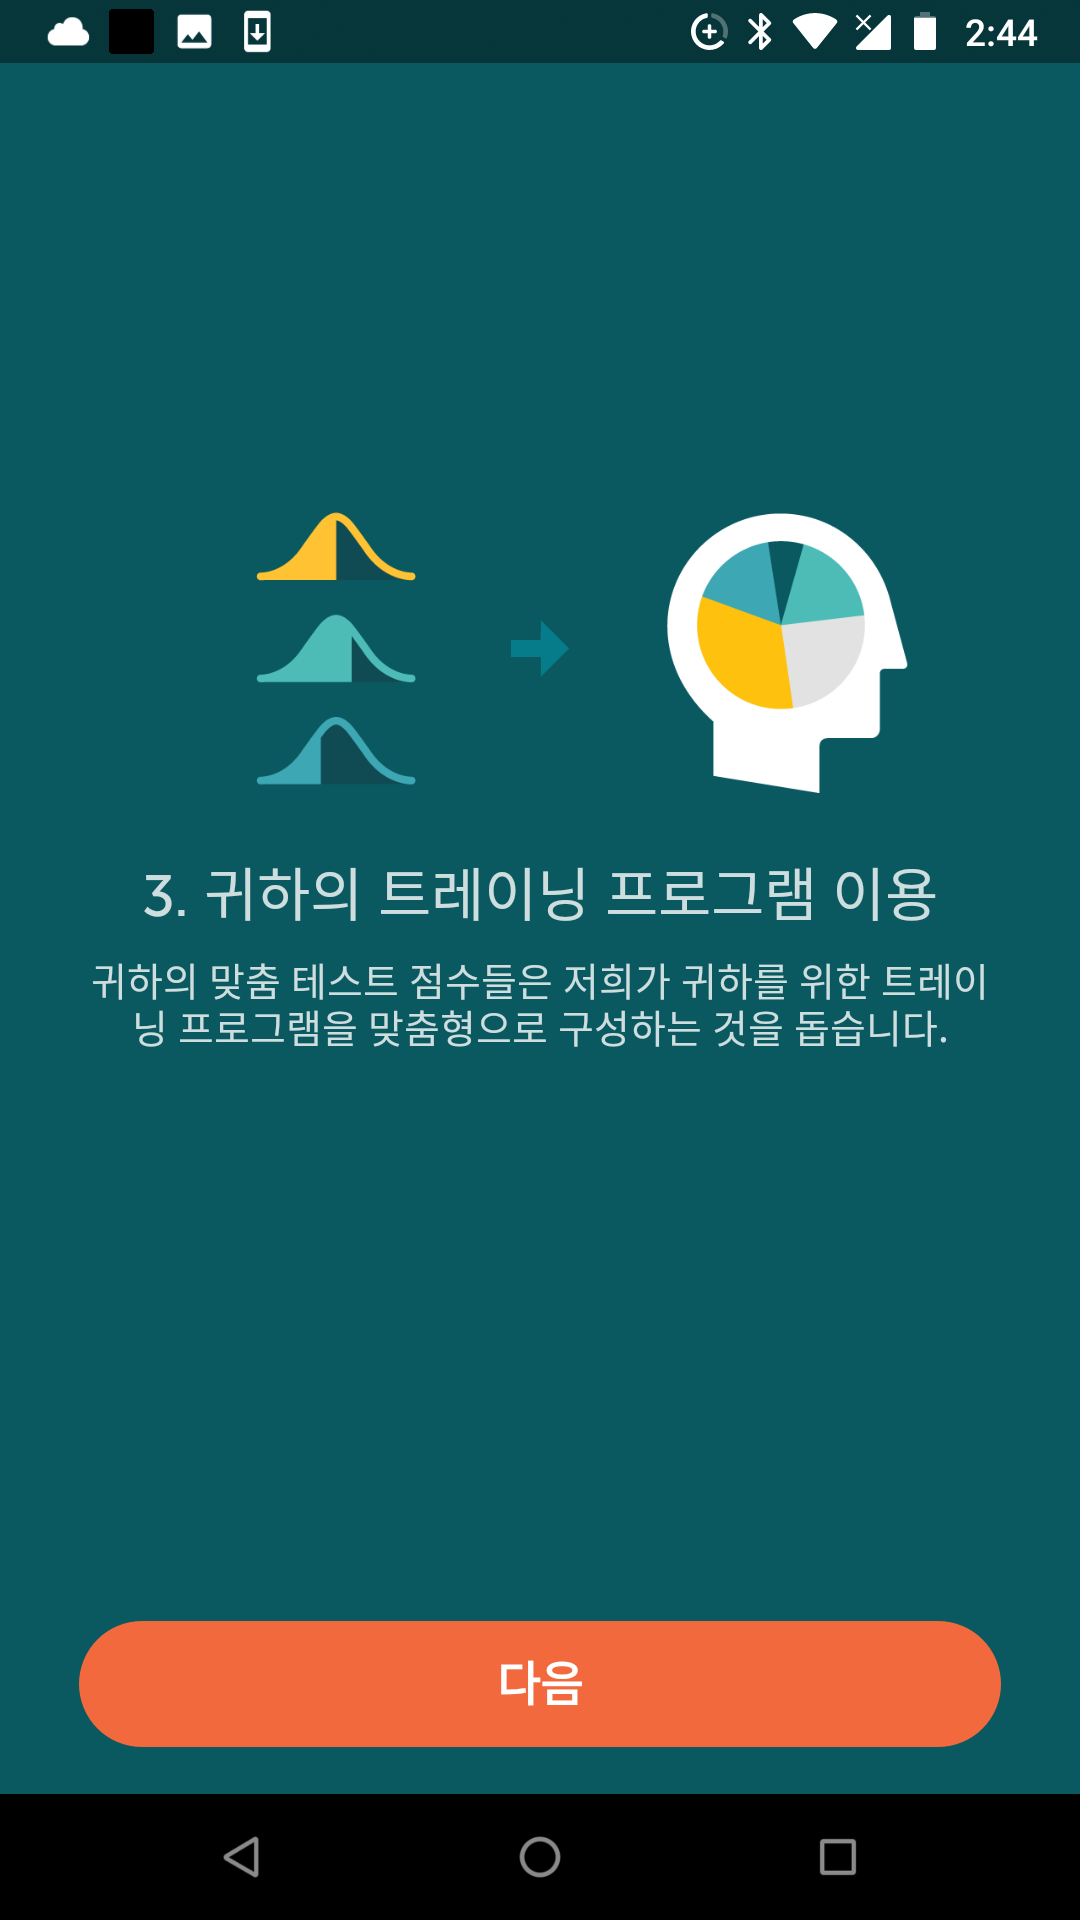 2:44
3. 귀하의 트레이닝 프로그램 이용
귀하의 맞춤 테스트 점수들은 저희가 귀하를 위한 트레이
닝 프로그램을 맞춤형으로 구성하는 것을 돕습니다.
다음